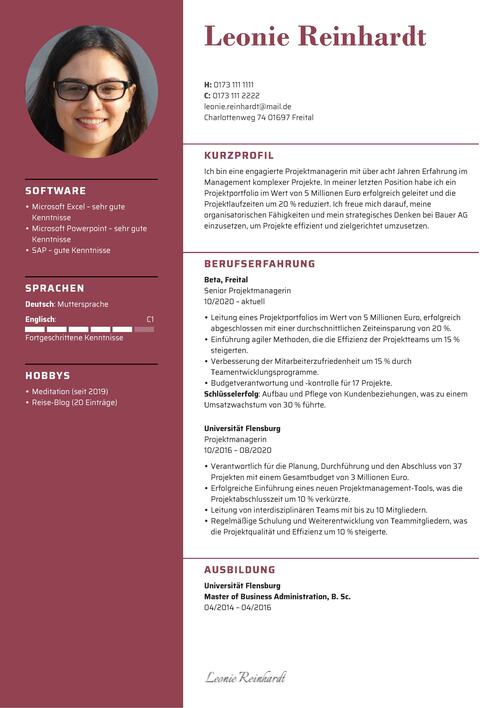 Leonie Reinhardt
H: 0173 111 1111
C: 0173 111 2222
leonie.reinhardt@mail.de
Charlottenweg 74 01697 Freital
SOFTWARE
• Microsoft Excel – sehr gute
Kenntnisse
• Microsoft Powerpoint – sehr gute
Kenntnisse
• SAP – gute Kenntnisse
SPRACHEN
Deutsch: Muttersprache
Englisch: C1
Fortgeschrittene Kenntnisse
HOBBYS
• Meditation (seit 2019)
• Reise-Blog (20 Einträge)
KURZPROFIL
Ich bin eine engagierte Projektmanagerin mit über acht Jahren Erfahrung im
Management komplexer Projekte. In meiner letzten Position habe ich ein
Projektportfolio im Wert von 5 Millionen Euro erfolgreich geleitet und die
Projektlaufzeiten um 20 % reduziert. Ich freue mich darauf, meine
organisatorischen Fähigkeiten und mein strategisches Denken bei Bauer AG
einzusetzen, um Projekte effizient und zielgerichtet umzusetzen.
BERUFSERFAHRUNG
Beta, Freital
Senior Projektmanagerin
10/2020 – aktuell
• Leitung eines Projektportfolios im Wert von 5 Millionen Euro, erfolgreich
abgeschlossen mit einer durchschnittlichen Zeiteinsparung von 20 %.
• Einführung agiler Methoden, die die Effizienz der Projektteams um 15 %
steigerten.
• Verbesserung der Mitarbeiterzufriedenheit um 15 % durch
Teamentwicklungsprogramme.
• Budgetverantwortung und -kontrolle für 17 Projekte.
Schlüsselerfolg: Aufbau und Pflege von Kundenbeziehungen, was zu einem
Umsatzwachstum von 30 % führte.
Universität Flensburg
Projektmanagerin
10/2016 – 08/2020
• Verantwortlich für die Planung, Durchführung und den Abschluss von 37
Projekten mit einem Gesamtbudget von 3 Millionen Euro.
• Erfolgreiche Einführung eines neuen Projektmanagement-Tools, was die
Projektabschlusszeit um 10 % verkürzte.
• Leitung von interdisziplinären Teams mit bis zu 10 Mitgliedern.
• Regelmäßige Schulung und Weiterentwicklung von Teammitgliedern, was
die Projektqualität und Effizienz um 10 % steigerte.
AUSBILDUNG
Universität Flensburg
Master of Business Administration, B. Sc.
04/2014 – 04/2016
Leonie Reinhardt